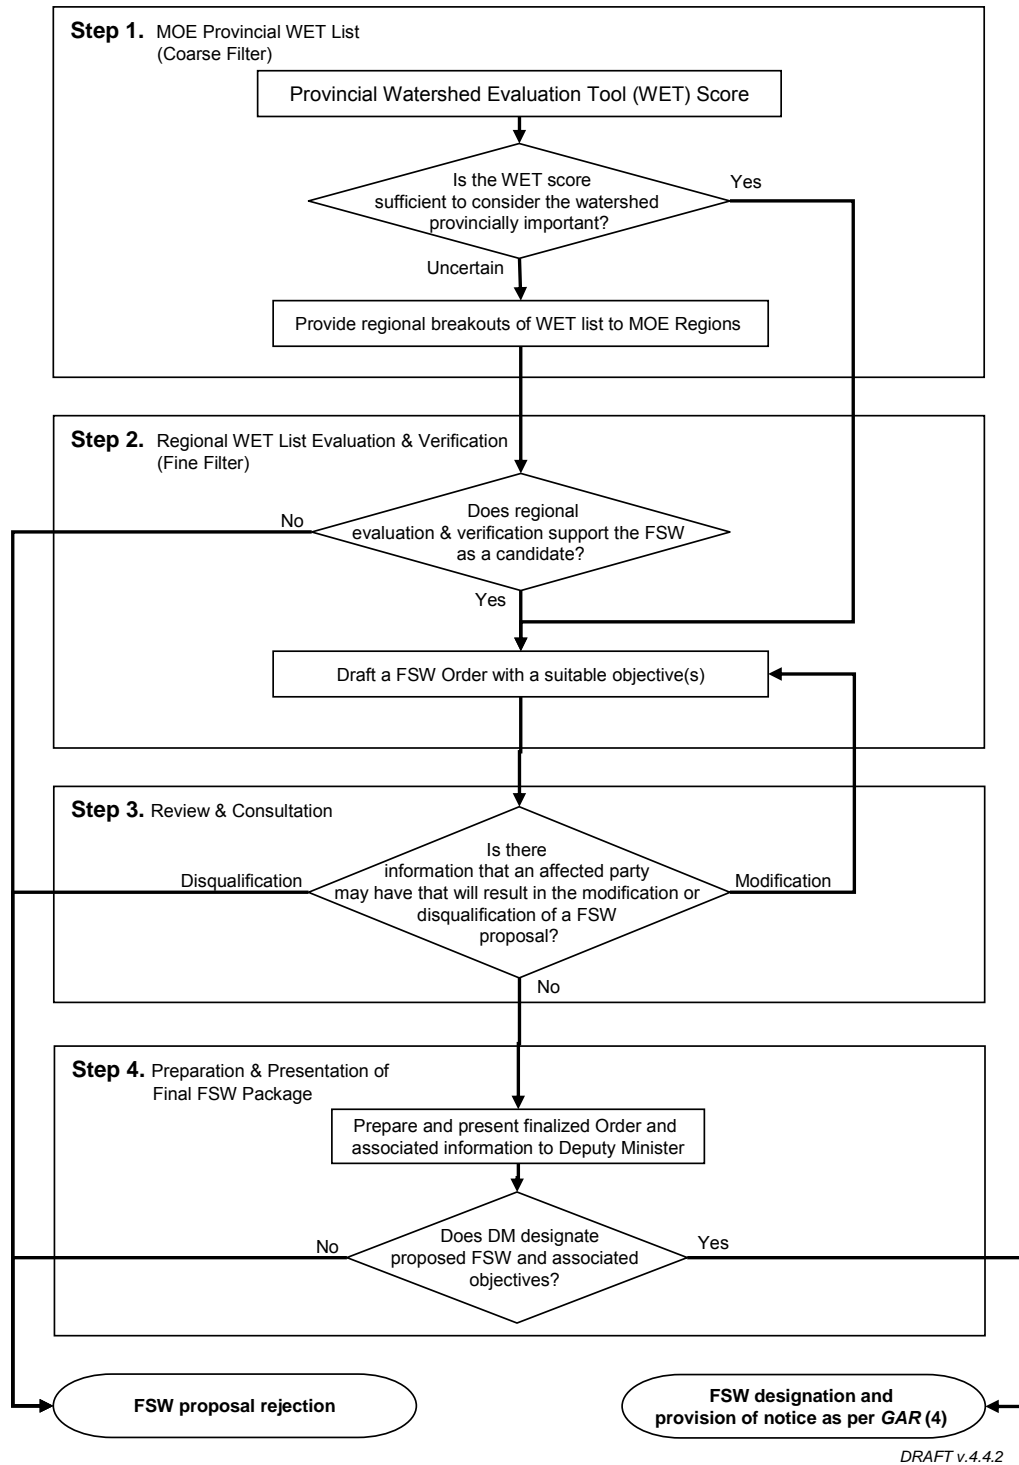 Step 1. MOE Provincial WET List
(Coarse Filter)
Provincial Watershed Evaluation Tool (WET) Score
Is the WET score
sufficient to consider the watershed
provincially important?
Yes
Uncertain
Provide regional breakouts of WET list to MOE Regions
Step 2. Regional WET List Evaluation & Verification
(Fine Filter)
Does regional
evaluation & verification support the FSW
as a candidate?
No
Yes
Draft a FSW Order with a suitable objective(s)
Step 3. Review & Consultation
Is there
information that an affected party
may have that will result in the modification or
disqualification of a FSW
proposal?
Disqualification
Modification
No
Step 4. Preparation & Presentation of
Final FSW Package
Prepare and present finalized Order and
associated information to Deputy Minister
Does DM designate
proposed FSW and associated
objectives?
No
Yes
FSW proposal rejection
FSW designation and
provision of notice as per GAR (4)
DRAFT v.4.4.2